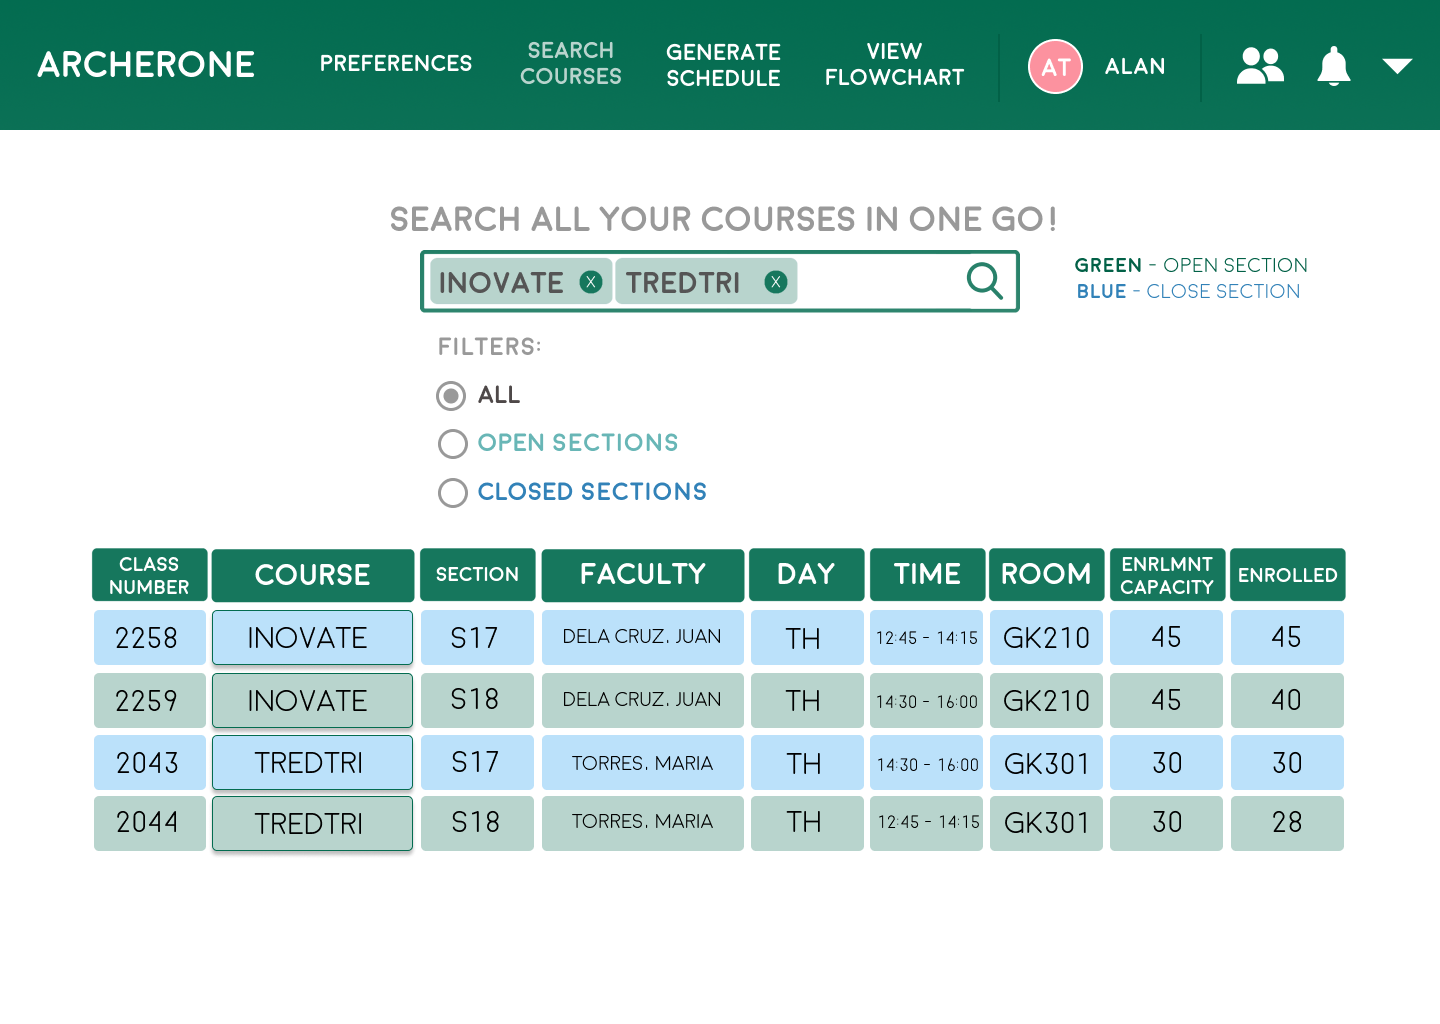 ARCHERONE
PREFERENCES
SEARCH
COURSES
GENERATE
SCHEDULE
VIEW
FLOWCHART
AT
ALAN
SEARCH ALL YOUR COURSES IN ONE GO!
INOVATE X TREDTRI X
GREEN - OPEN SECTION
BLUE - CLOSE SECTION
FILTERS:
ALL
OPEN SECTIONS
CLOSED SECTIONS
CLASS
NUMBER
COURSE
SECTION
FACULTY
DAY
TIME
ROOM
ENRLMNT
CAPACITY
ENROLLED
2258 INOVATE S17 DELA CRUZ, JUAN TH 12:45 - 14:15 GK210 45 45
2259 INOVATE S18 DELA CRUZ, JUAN TH 14:30 - 16:00 GK210 45 40
2043 TREDTRI S17 TORRES, MARIA TH 14:30 - 16:00 GK301 30 30
2044 TREDTRI S18 TORRES, MARIA TH 12:45 - 14:15 GK301 30 28